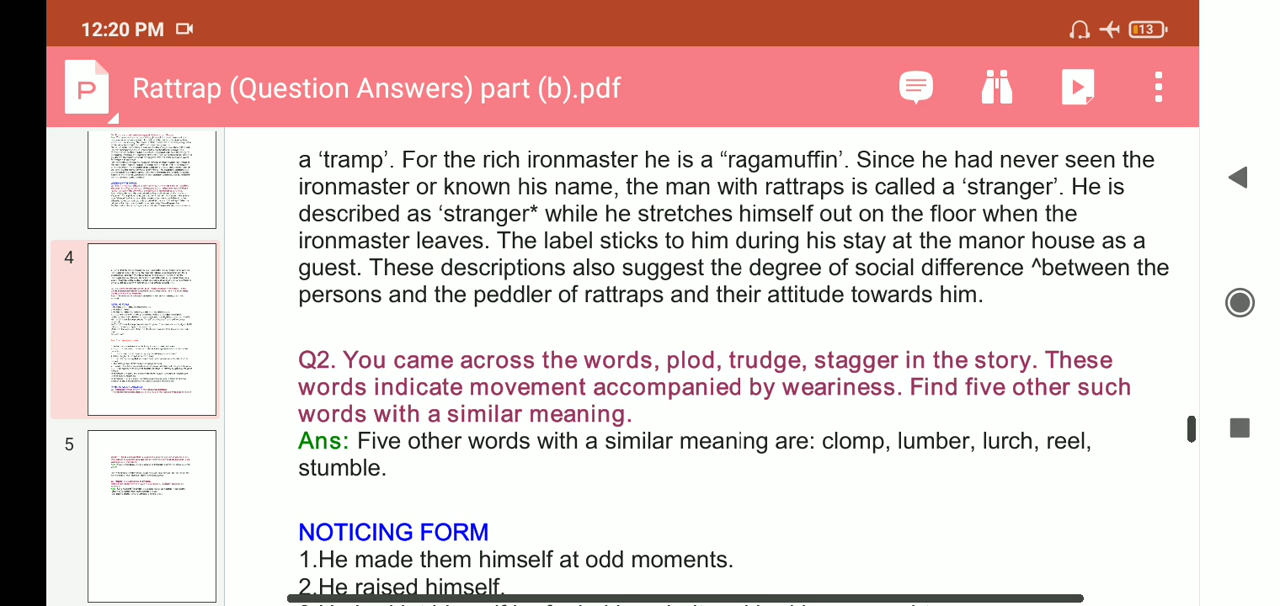 12:20 PM
13
P
Rattrap (Question Answers) part (b).pdf
a ‘tramp’. For the rich ironmaster he is a “ragamuffin’. Since he had never seen the
ironmaster or known his name, the man with rattraps is called a ‘stranger’. He is
described as ‘stranger* while he stretches himself out on the floor when the
ironmaster leaves. The label sticks to him during his stay at the manor house as a
guest. These descriptions also suggest the degree of social difference ^between the
persons and the peddler of rattraps and their attitude towards him.
4
5
Q2. You came across the words, plod, trudge, stagger in the story. These
words indicate movement accompanied by weariness. Find five other such
words with a similar meaning.
Ans: Five other words with a similar meaning are: clomp, lumber, lurch, reel,
stumble.
NOTICING FORM
1.He made them himself at odd moments.
2.He raised himself.